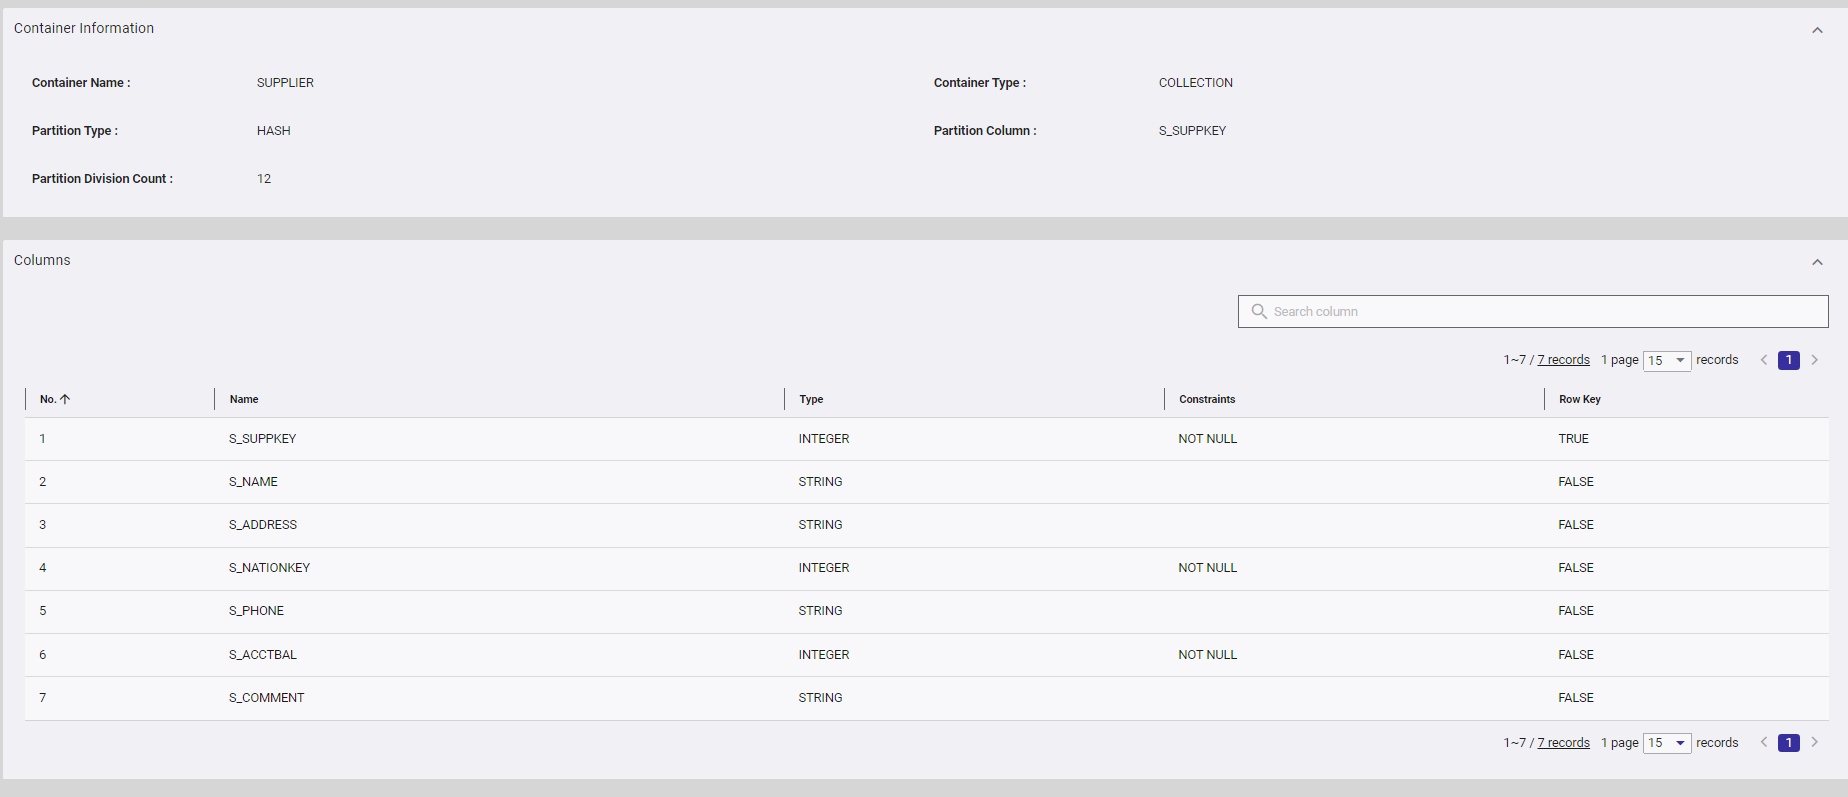 Container Information
Container Name : SUPPLIER Container Type : COLLECTION
Partition Type : HASH Partition Column : S_SUPPKEY
Partition Division Count : 12
Columns
Search column
1~7 / 7 records 1 page 15 records 1
No. Name Type Constraints Row Key
1 S_SUPPKEY INTEGER NOT NULL TRUE
2 S_NAME STRING FALSE
3 S_ADDRESS STRING FALSE
4 S_NATIONKEY INTEGER NOT NULL FALSE
5 S_PHONE STRING FALSE
6 S_ACCTBAL INTEGER NOT NULL FALSE
7 S_COMMENT STRING FALSE
1~7 / 7 records 1 page 15 records 1